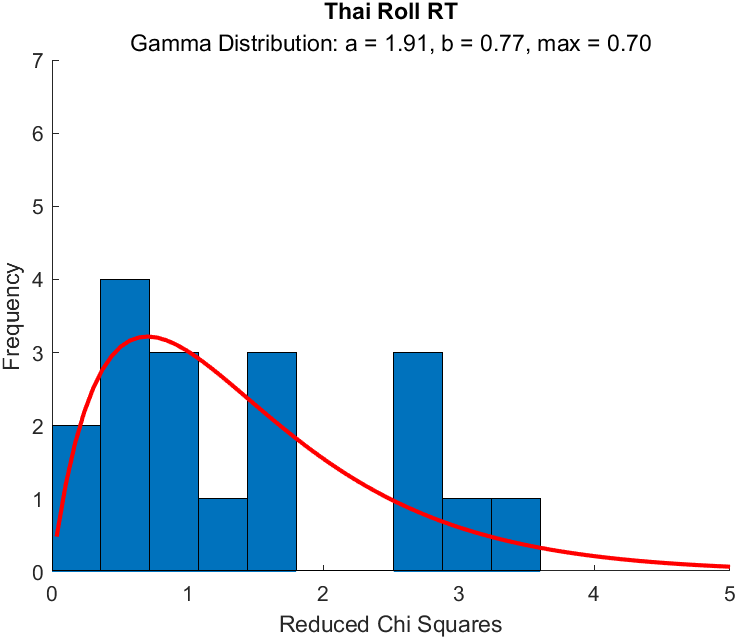 Thai Roll RT
Gamma Distribution: a = 1.91, b = 0.77, max = 0.70
7
6
5
4
3
2
1
0
Frequency
0 1 2 3 4 5
Reduced Chi Squares